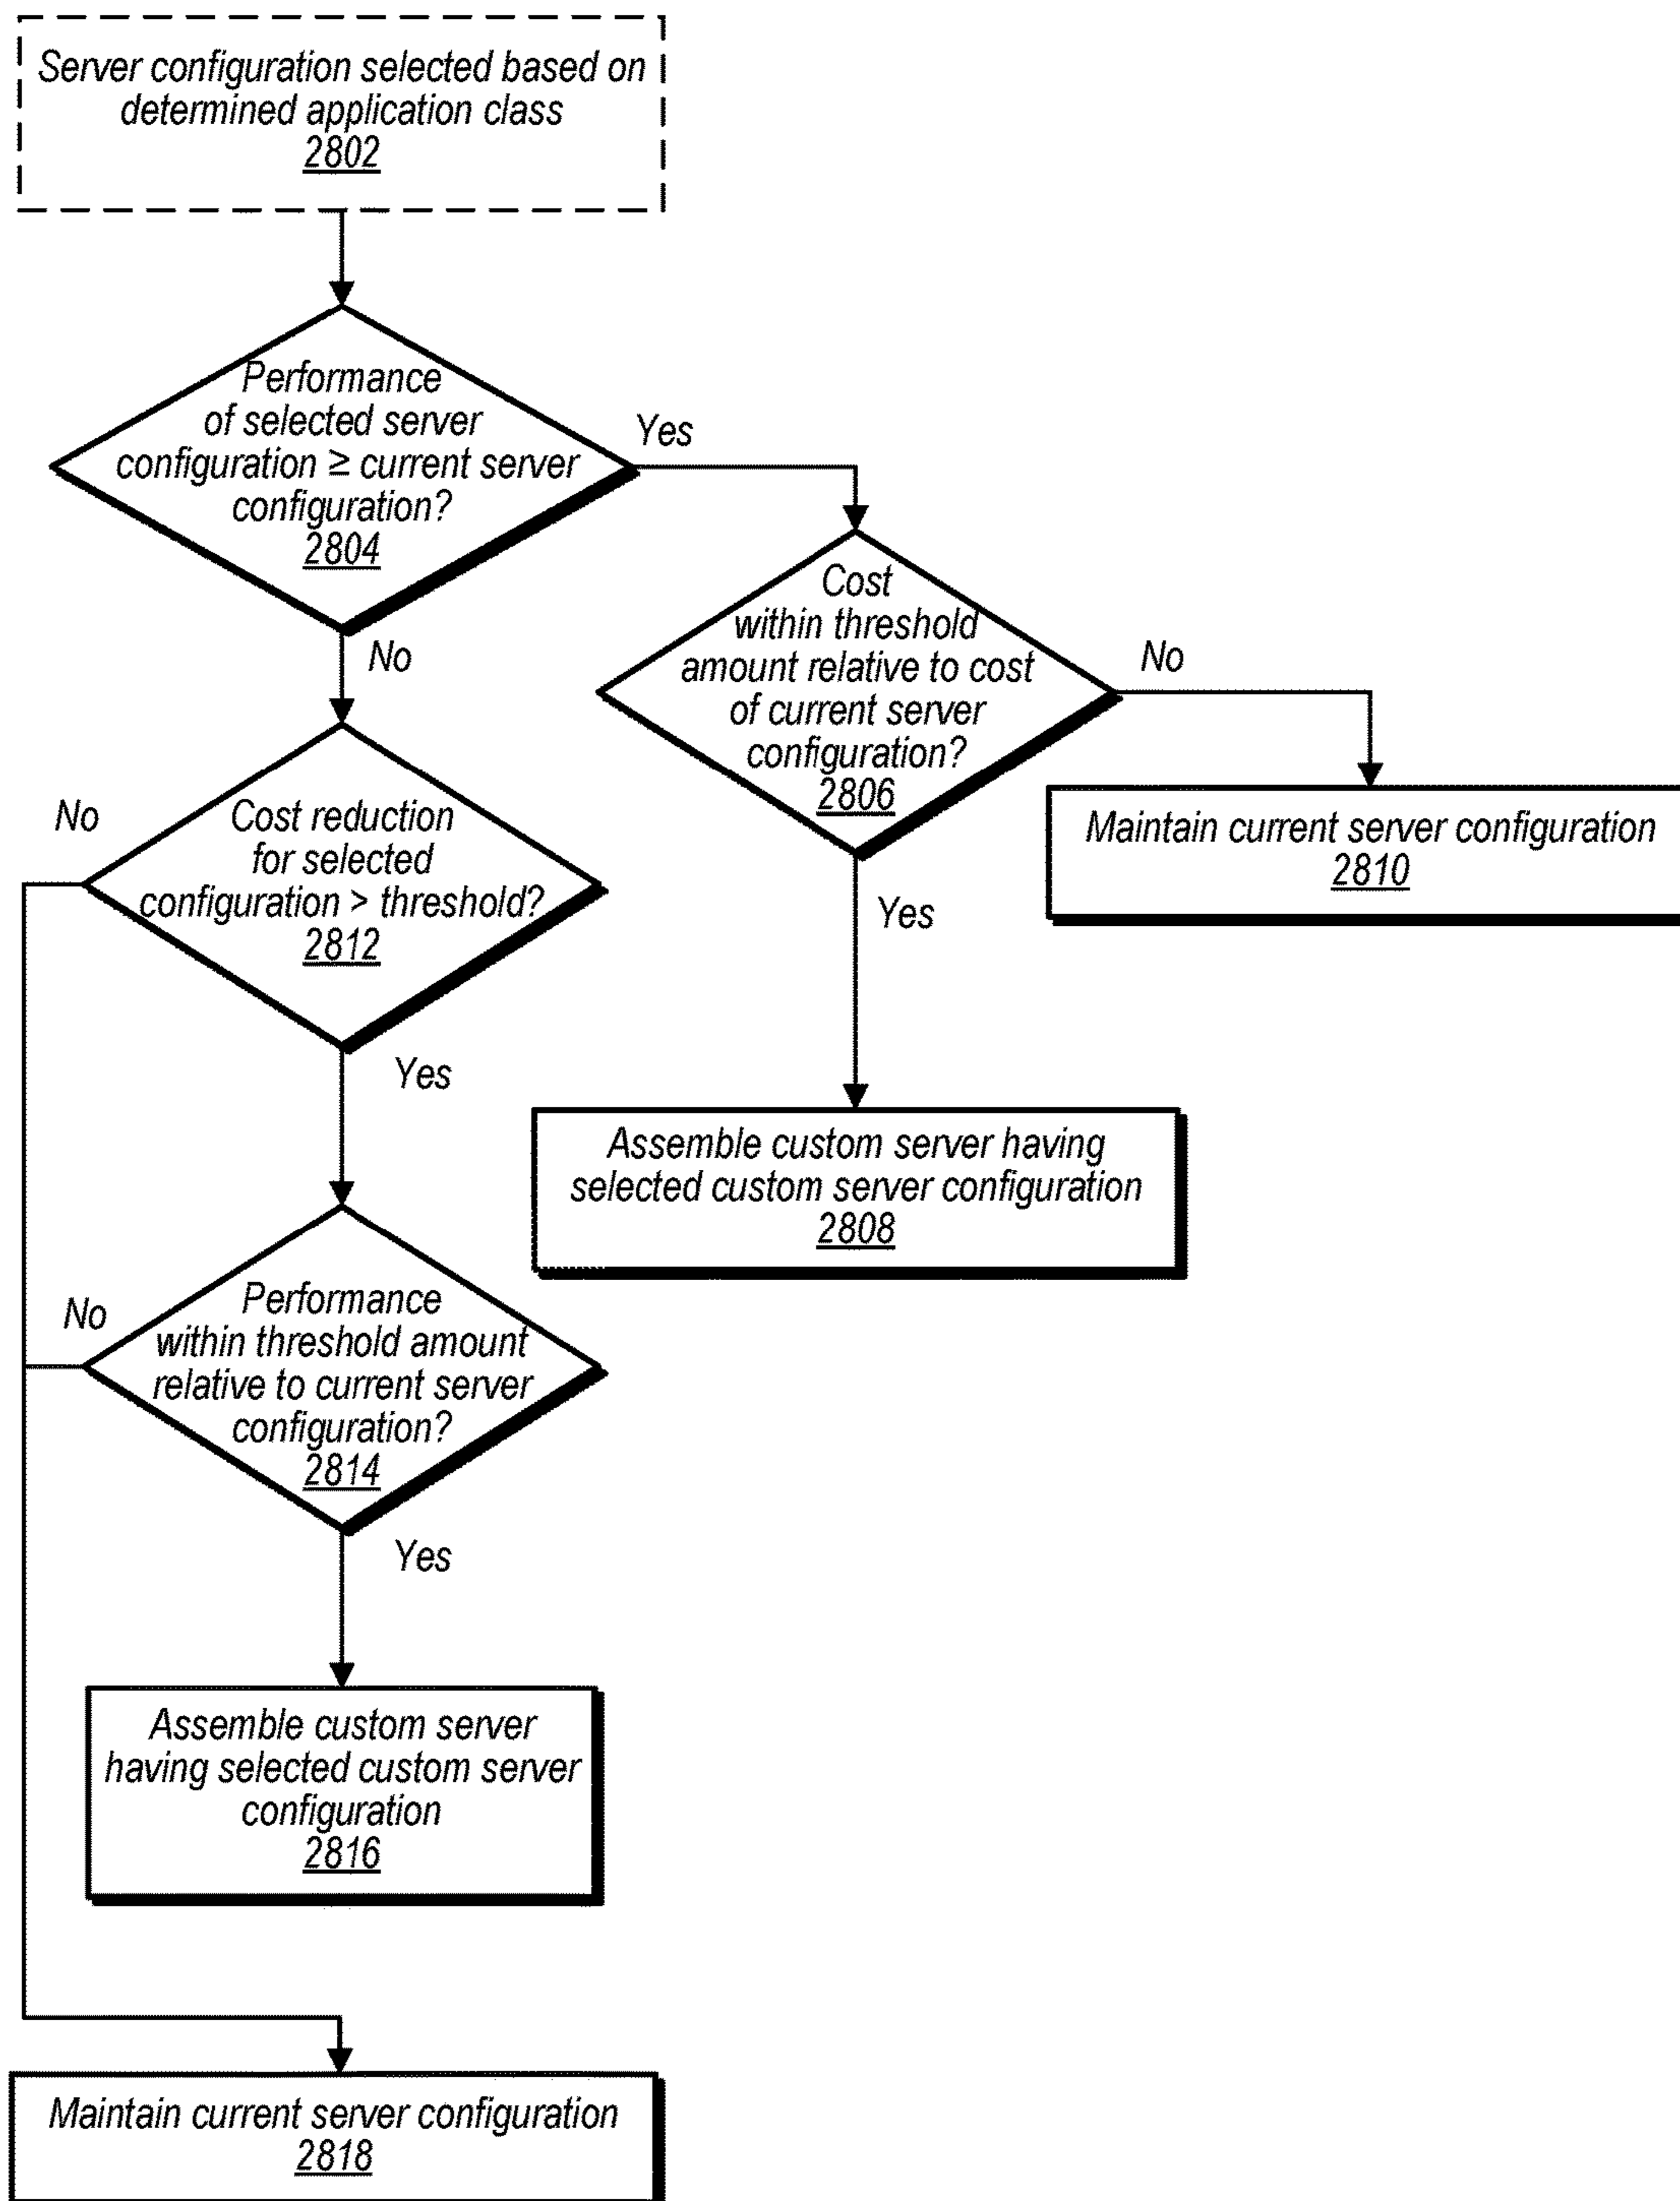 Server configuration selected based on
determined application class
2802
Performance
of selected server
configuration ≥ current server
configuration?
2804
Yes
No
Cost
within threshold
amount relative to cost
of current server
configuration?
2806
No
Yes
Maintain current server configuration
2810
Cost reduction
for selected
configuration > threshold?
2812
No
Yes
Assemble custom server having
selected custom server configuration
2808
Performance
within threshold amount
relative to current server
configuration?
2814
No
Yes
Assemble custom server
having selected custom server
configuration
2816
Maintain current server configuration
2818